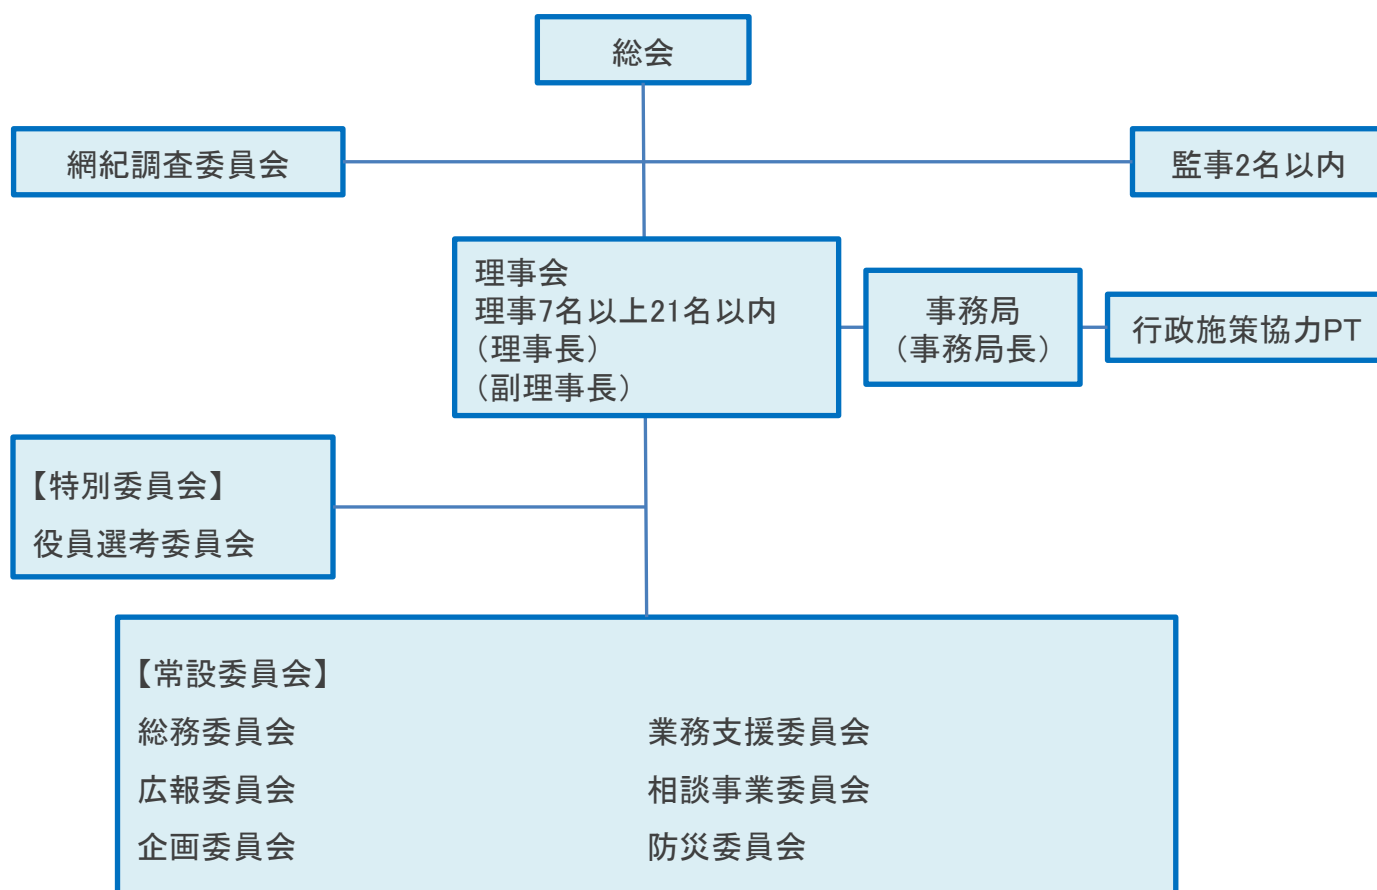 総会
網紀調査委員会
監事2名以内
理事会
理事7名以上21名以内
（理事長）
（副理事長）
事務局
（事務局長）
行政施策協力PT
【特別委員会】
役員選考委員会
【常設委員会】
総務委員会
業務支援委員会
広報委員会
相談事業委員会
企画委員会
防災委員会